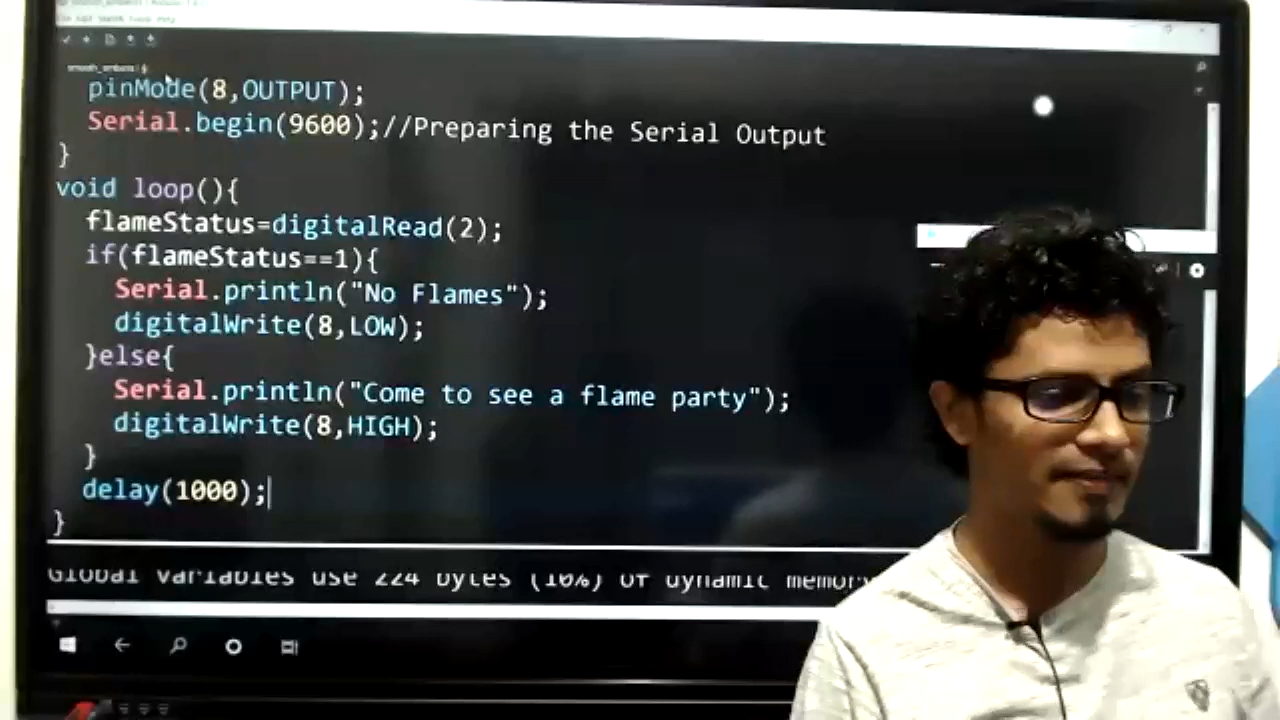 pinMode(8,OUTPUT);
Serial.begin(9600);//Preparing the Serial Output
}
void loop(){
flameStatus=digitalRead(2);
if(flameStatus==1){
Serial.println("No Flames");
digitalWrite(8,LOW);
}else{
Serial.println("Come to see a flame party");
digitalWrite(8,HIGH);
}
delay(1000);
}
Global variables use 224 bytes (10%) of dynamic memory